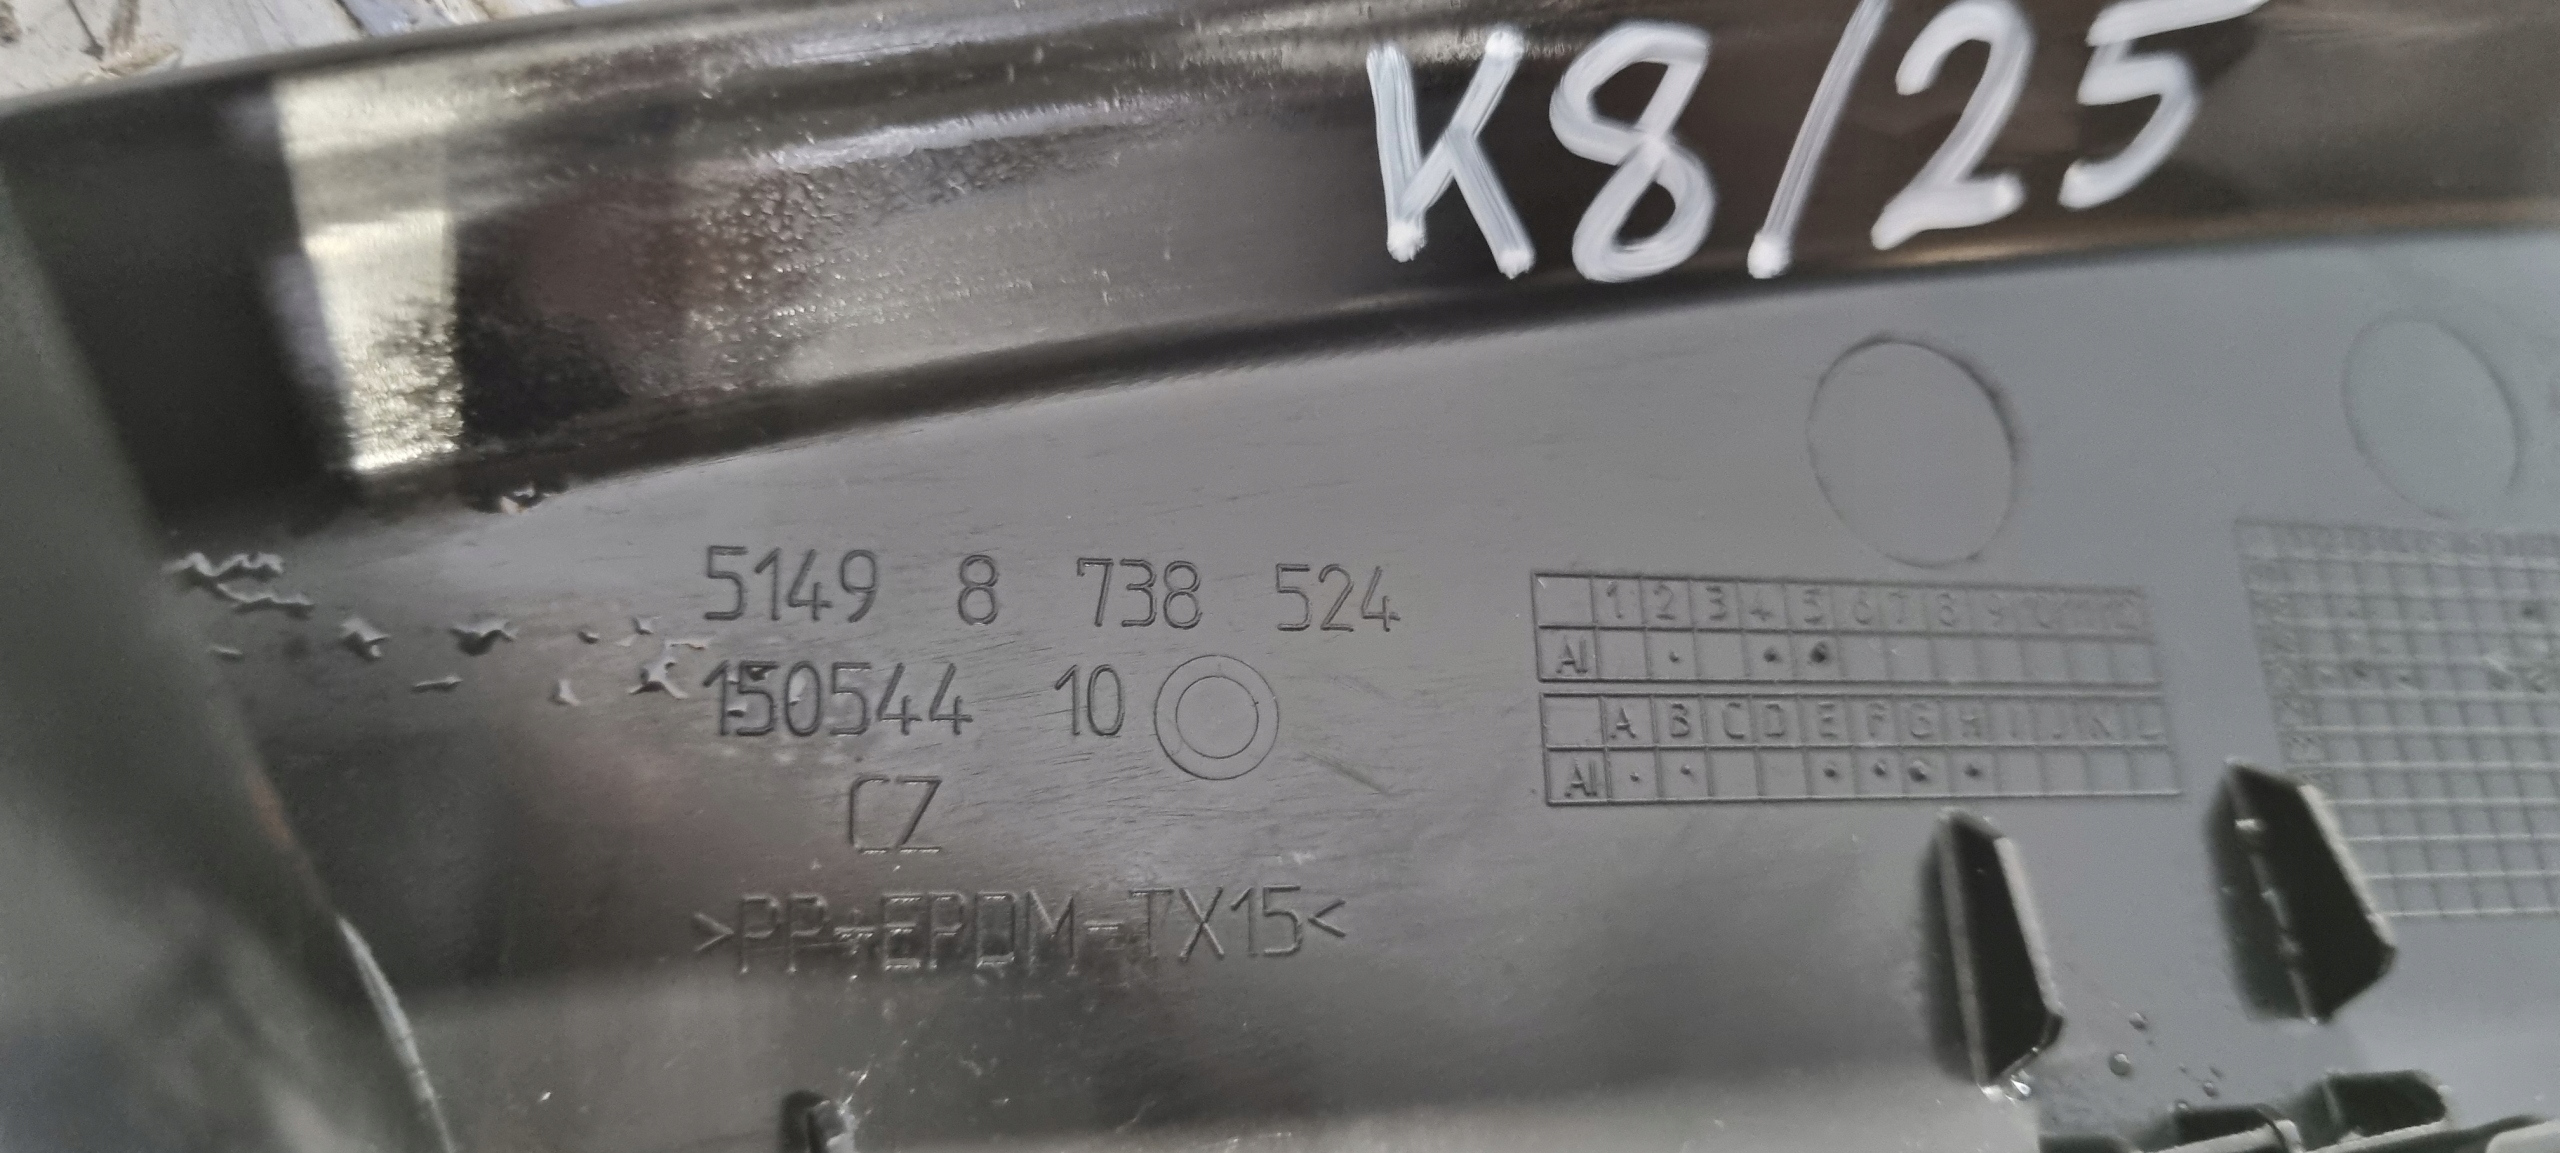 K8/25
5149 8 738 524
150544 10
CZ
>PP+EPDM-TX15<
1 2 3 4 5 6 7 8 9 10 11 12
AI
A B C D E F G H I J K L
AI